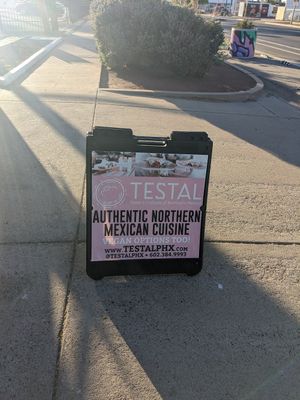 TESTAL
AUTHENTIC NORTHERN
MEXICAN CUISINE
VEGAN OPTIONS TOO!
WWW.TESTALPHX.COM
@TESTALPHX • 602.384.9993